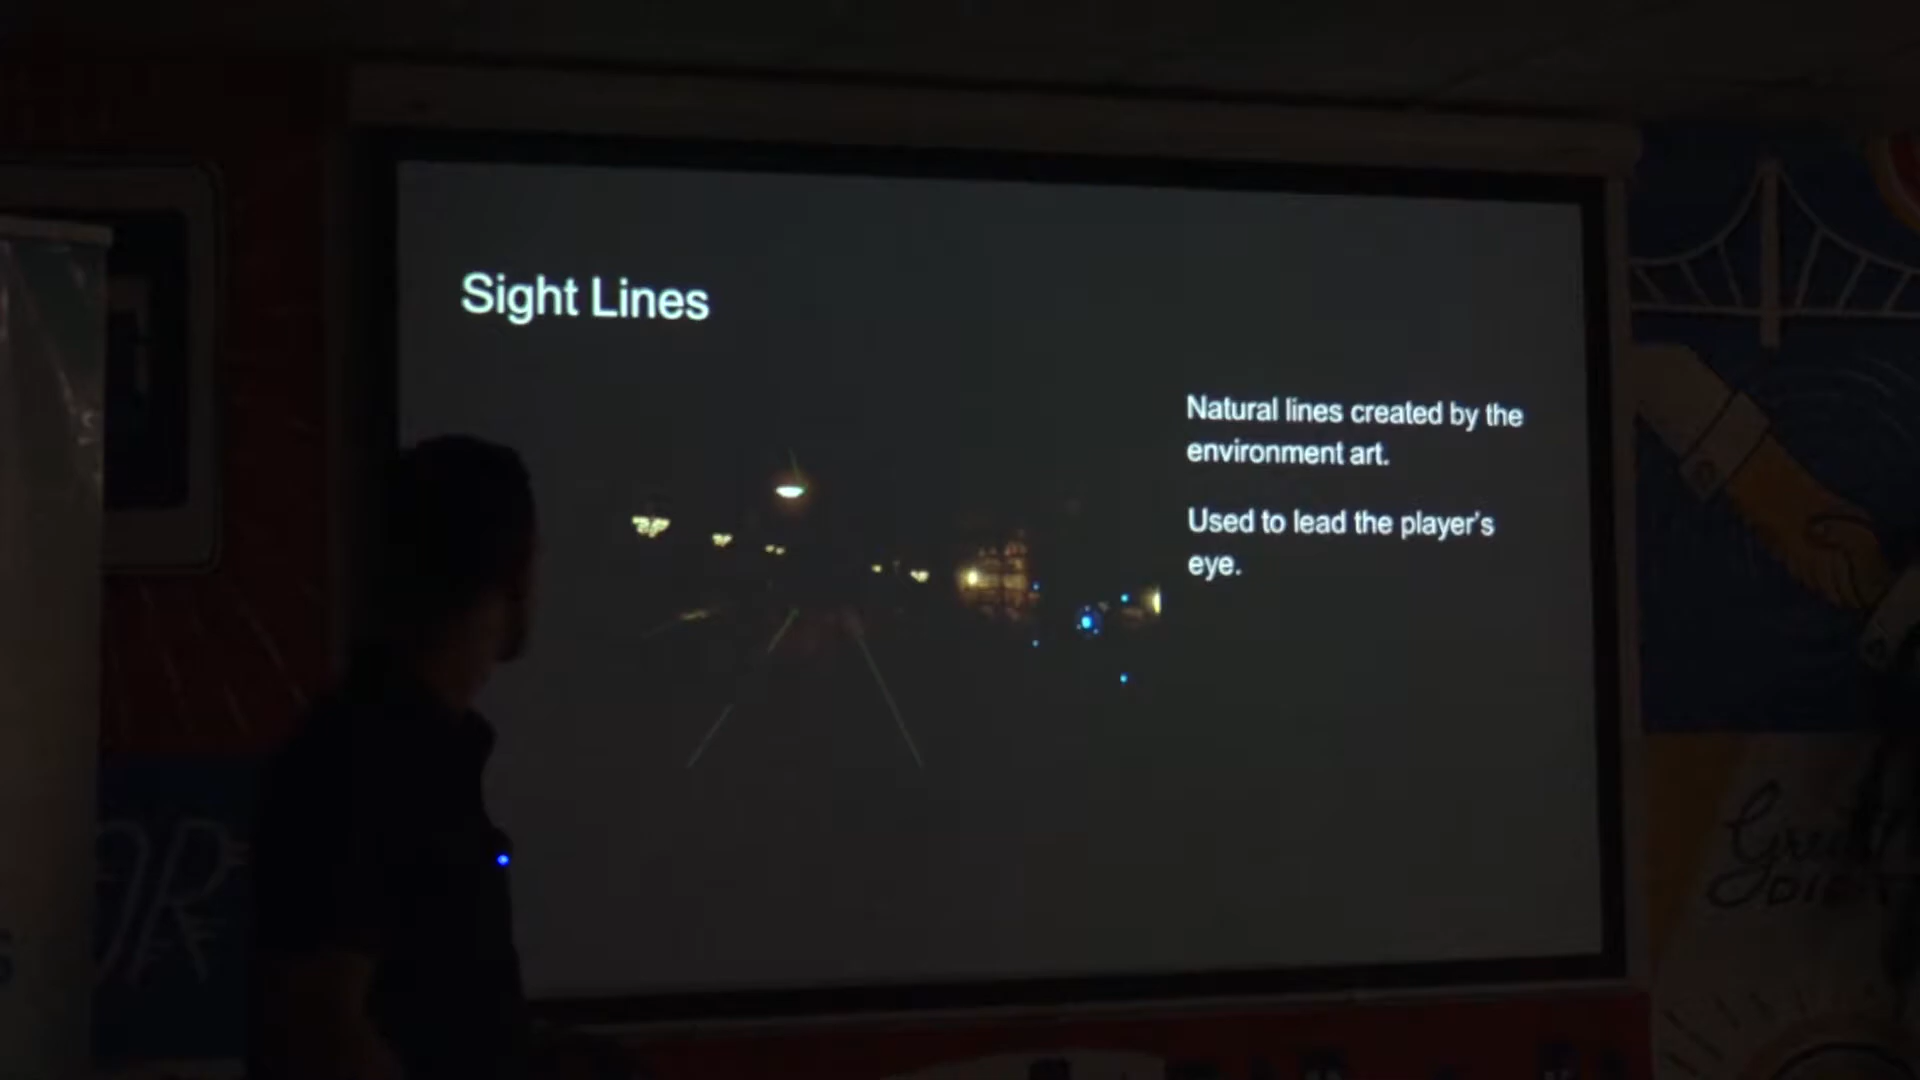 Sight Lines
Natural lines created by the
environment art.
Used to lead the player's
eye.